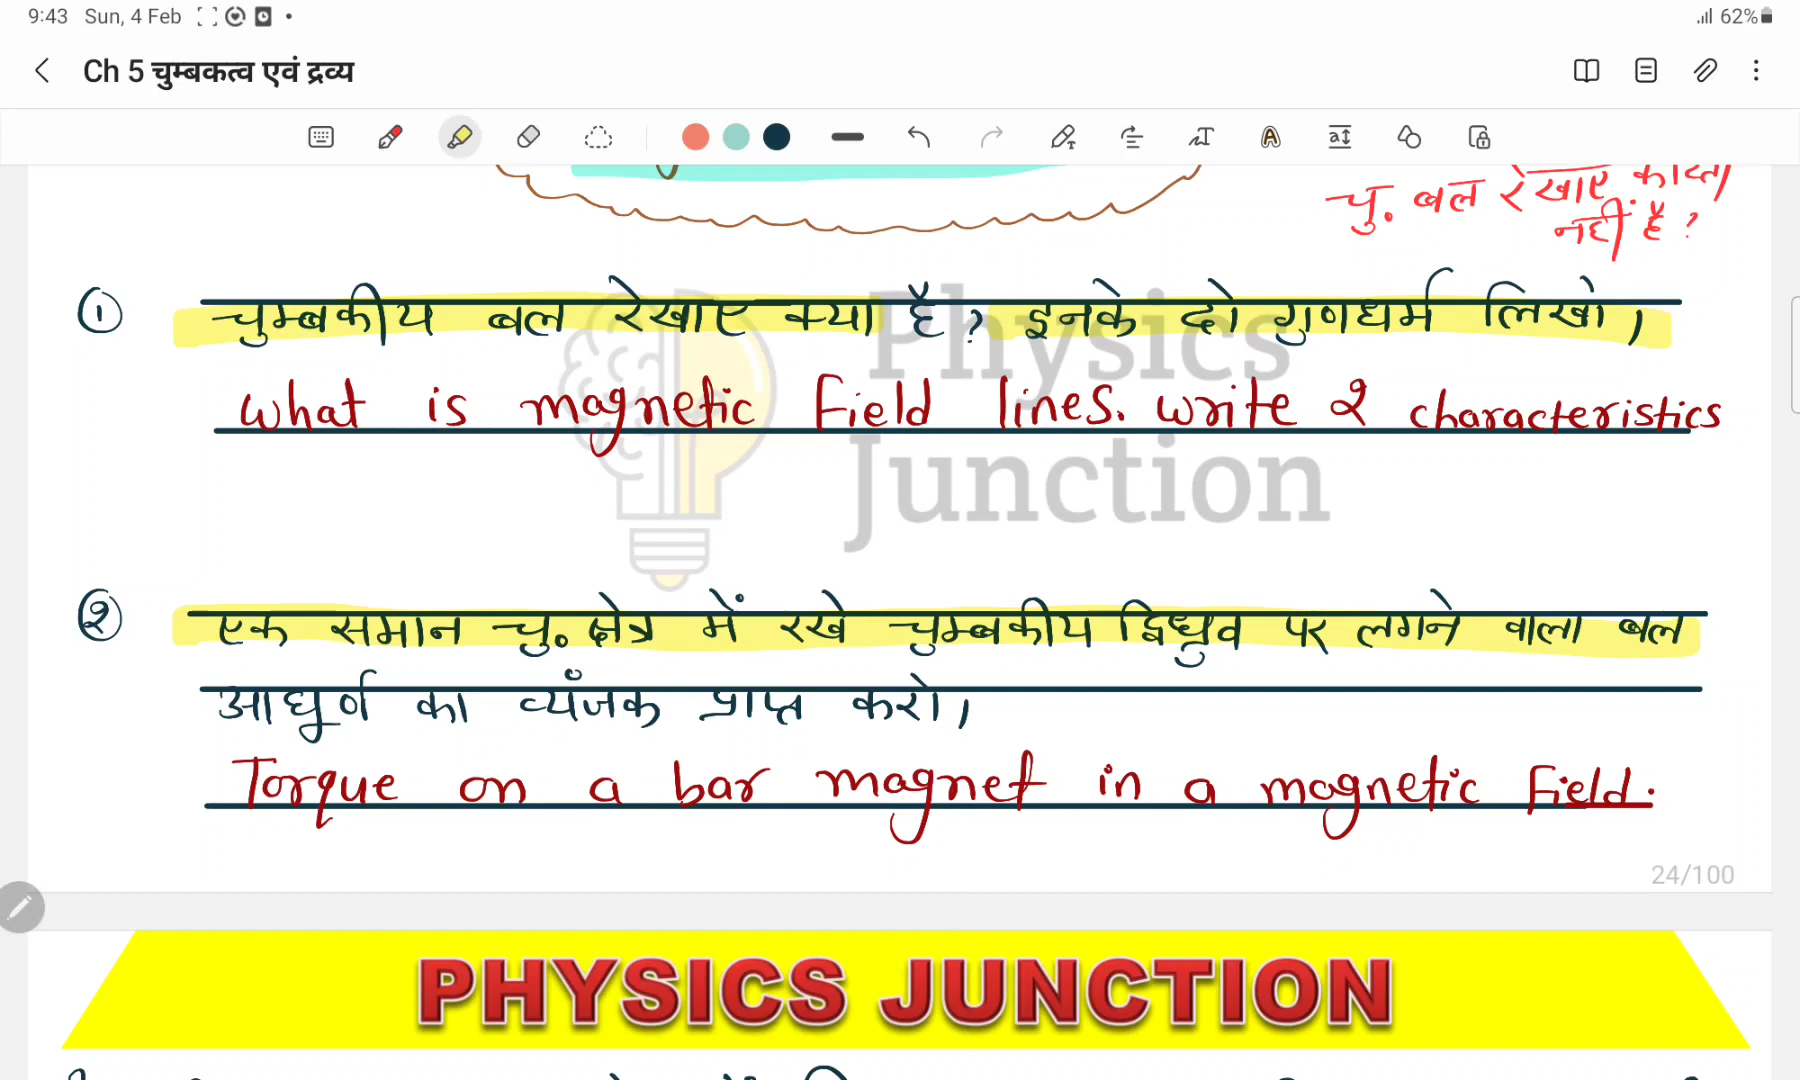 9:43 Sun, 4 Feb
62%
Ch 5 चुम्बकत्व एवं द्रव्य
चु. बल रेखाए काटती
नहीं है ?
① चुम्बकीय बल रेखाए क्या है ? इनके दो गुणधर्म लिखो ।
What is magnetic Field lines. write 2 characteristics
Physics
Junction
② एक समान चु. क्षेत्र में रखे चुम्बकीय द्विध्रुव पर लगने वाला बल
आघूर्ण का व्यंजक प्राप्त करो ।
Torque on a bar magnet in a magnetic Field.
24/100
PHYSICS JUNCTION